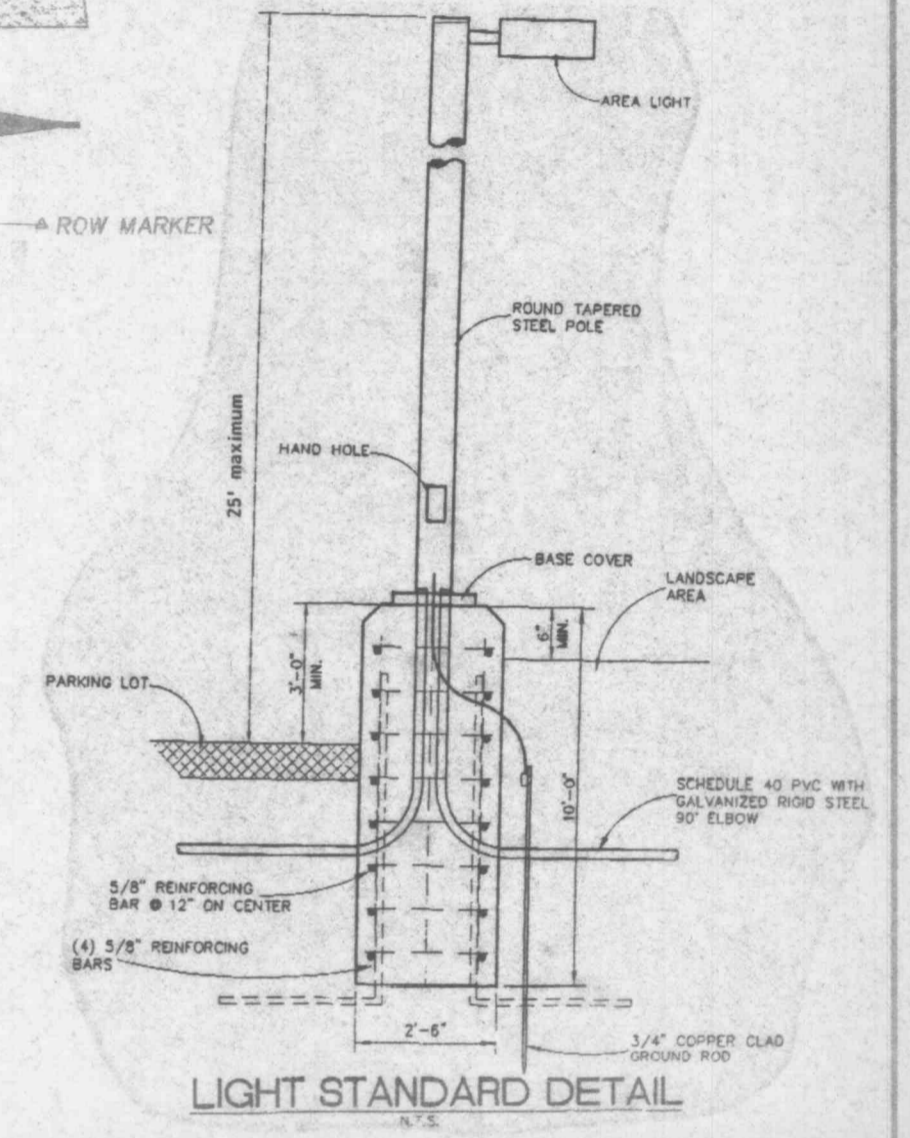 AREA LIGHT
ROW MARKER
ROUND TAPERED
STEEL POLE
25' maximum
HAND HOLE
BASE COVER
LANDSCAPE
AREA
6"
MIN.
3'-0"
MIN.
PARKING LOT
10'-0"
SCHEDULE 40 PVC WITH
GALVANIZED RIGID STEEL
90° ELBOW
5/8" REINFORCING
BAR @ 12" ON CENTER
(4) 5/8" REINFORCING
BARS
2'-6"
3/4" COPPER CLAD
GROUND ROD
LIGHT STANDARD DETAIL
N.T.S.